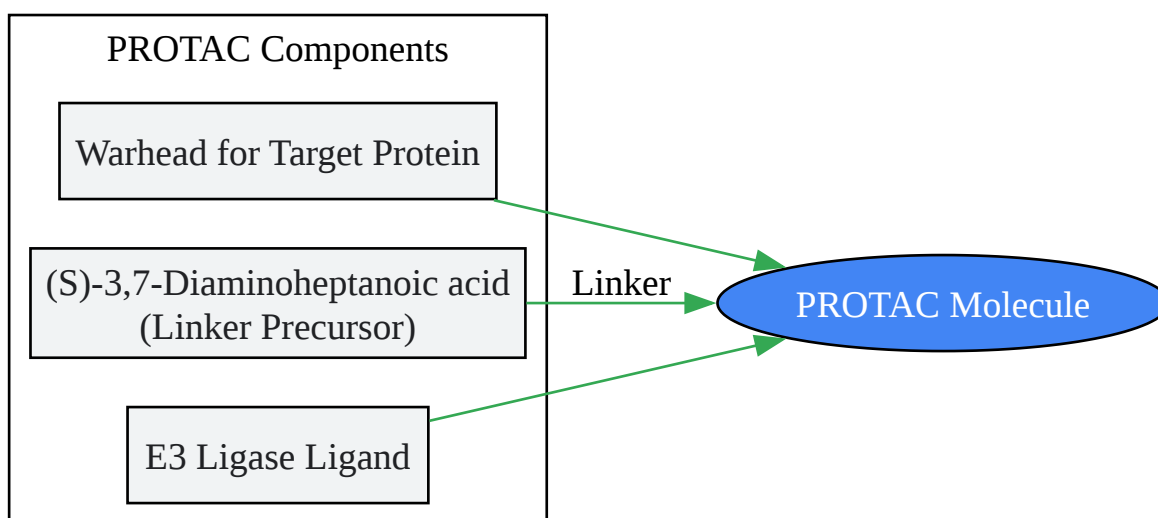 PROTAC Components
Warhead for Target Protein
(S)-3,7-Diaminoheptanoic acid
(Linker Precursor)
Linker
PROTAC Molecule
E3 Ligase Ligand